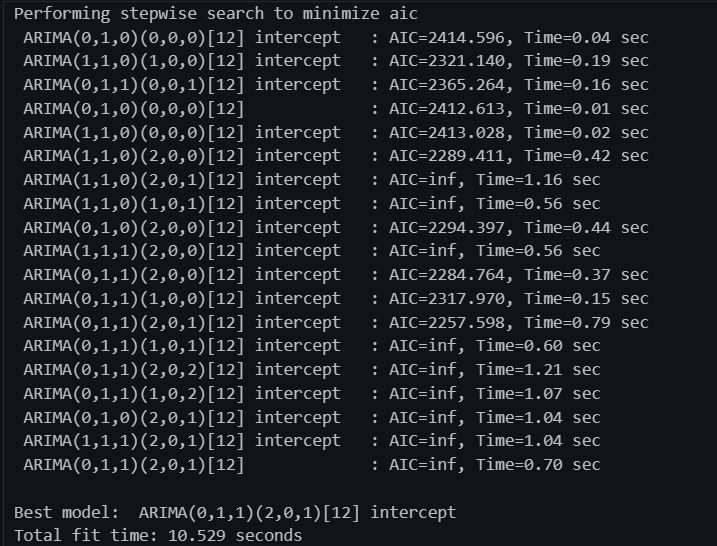 Performing stepwise search to minimize aic
ARIMA(0,1,0)(0,0,0)[12] intercept : AIC=2414.596, Time=0.04 sec
ARIMA(1,1,0)(1,0,0)[12] intercept : AIC=2321.140, Time=0.19 sec
ARIMA(0,1,1)(0,0,1)[12] intercept : AIC=2365.264, Time=0.16 sec
ARIMA(0,1,0)(0,0,0)[12] : AIC=2412.613, Time=0.01 sec
ARIMA(1,1,0)(0,0,0)[12] intercept : AIC=2413.028, Time=0.02 sec
ARIMA(1,1,0)(2,0,0)[12] intercept : AIC=2289.411, Time=0.42 sec
ARIMA(1,1,0)(2,0,1)[12] intercept : AIC=inf, Time=1.16 sec
ARIMA(1,1,0)(1,0,1)[12] intercept : AIC=inf, Time=0.56 sec
ARIMA(0,1,0)(2,0,0)[12] intercept : AIC=2294.397, Time=0.44 sec
ARIMA(1,1,1)(2,0,0)[12] intercept : AIC=inf, Time=0.56 sec
ARIMA(0,1,1)(2,0,0)[12] intercept : AIC=2284.764, Time=0.37 sec
ARIMA(0,1,1)(1,0,0)[12] intercept : AIC=2317.970, Time=0.15 sec
ARIMA(0,1,1)(2,0,1)[12] intercept : AIC=2257.598, Time=0.79 sec
ARIMA(0,1,1)(1,0,1)[12] intercept : AIC=inf, Time=0.60 sec
ARIMA(0,1,1)(2,0,2)[12] intercept : AIC=inf, Time=1.21 sec
ARIMA(0,1,1)(1,0,2)[12] intercept : AIC=inf, Time=1.07 sec
ARIMA(0,1,0)(2,0,1)[12] intercept : AIC=inf, Time=1.04 sec
ARIMA(1,1,1)(2,0,1)[12] intercept : AIC=inf, Time=1.04 sec
ARIMA(0,1,1)(2,0,1)[12] : AIC=inf, Time=0.70 sec
Best model: ARIMA(0,1,1)(2,0,1)[12] intercept
Total fit time: 10.529 seconds